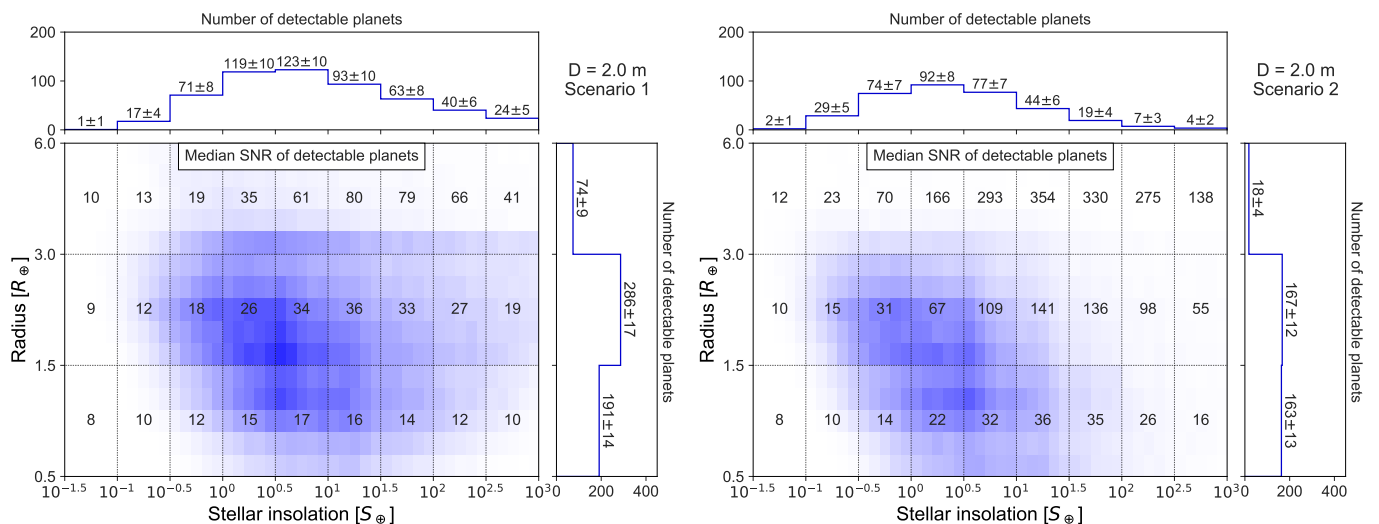 Number of detectable planets
200
100
0
1±1
17±4
71±8
119±10
123±10
93±10
63±8
40±6
24±5
D = 2.0 m
Scenario 1
Median SNR of detectable planets
Radius [R⊕]
6.0
3.0
1.5
0.5
10 13 19 35 61 80 79 66 41
9 12 18 26 34 36 33 27 19
8 10 12 15 17 16 14 12 10
10^−1.5 10^−1 10^−0.5 10^0 10^0.5 10^1 10^1.5 10^2 10^2.5 10^3
Stellar insolation [S⊕]
74±9
286±17
191±14
0 200 400
Number of detectable planets
Number of detectable planets
200
100
0
2±1
29±5
74±7
92±8
77±7
44±6
19±4
7±3
4±2
D = 2.0 m
Scenario 2
Median SNR of detectable planets
Radius [R⊕]
6.0
3.0
1.5
0.5
12 23 70 166 293 354 330 275 138
10 15 31 67 109 141 136 98 55
8 10 14 22 32 36 35 26 16
10^−1.5 10^−1 10^−0.5 10^0 10^0.5 10^1 10^1.5 10^2 10^2.5 10^3
Stellar insolation [S⊕]
18±4
167±12
163±13
0 200 400
Number of detectable planets